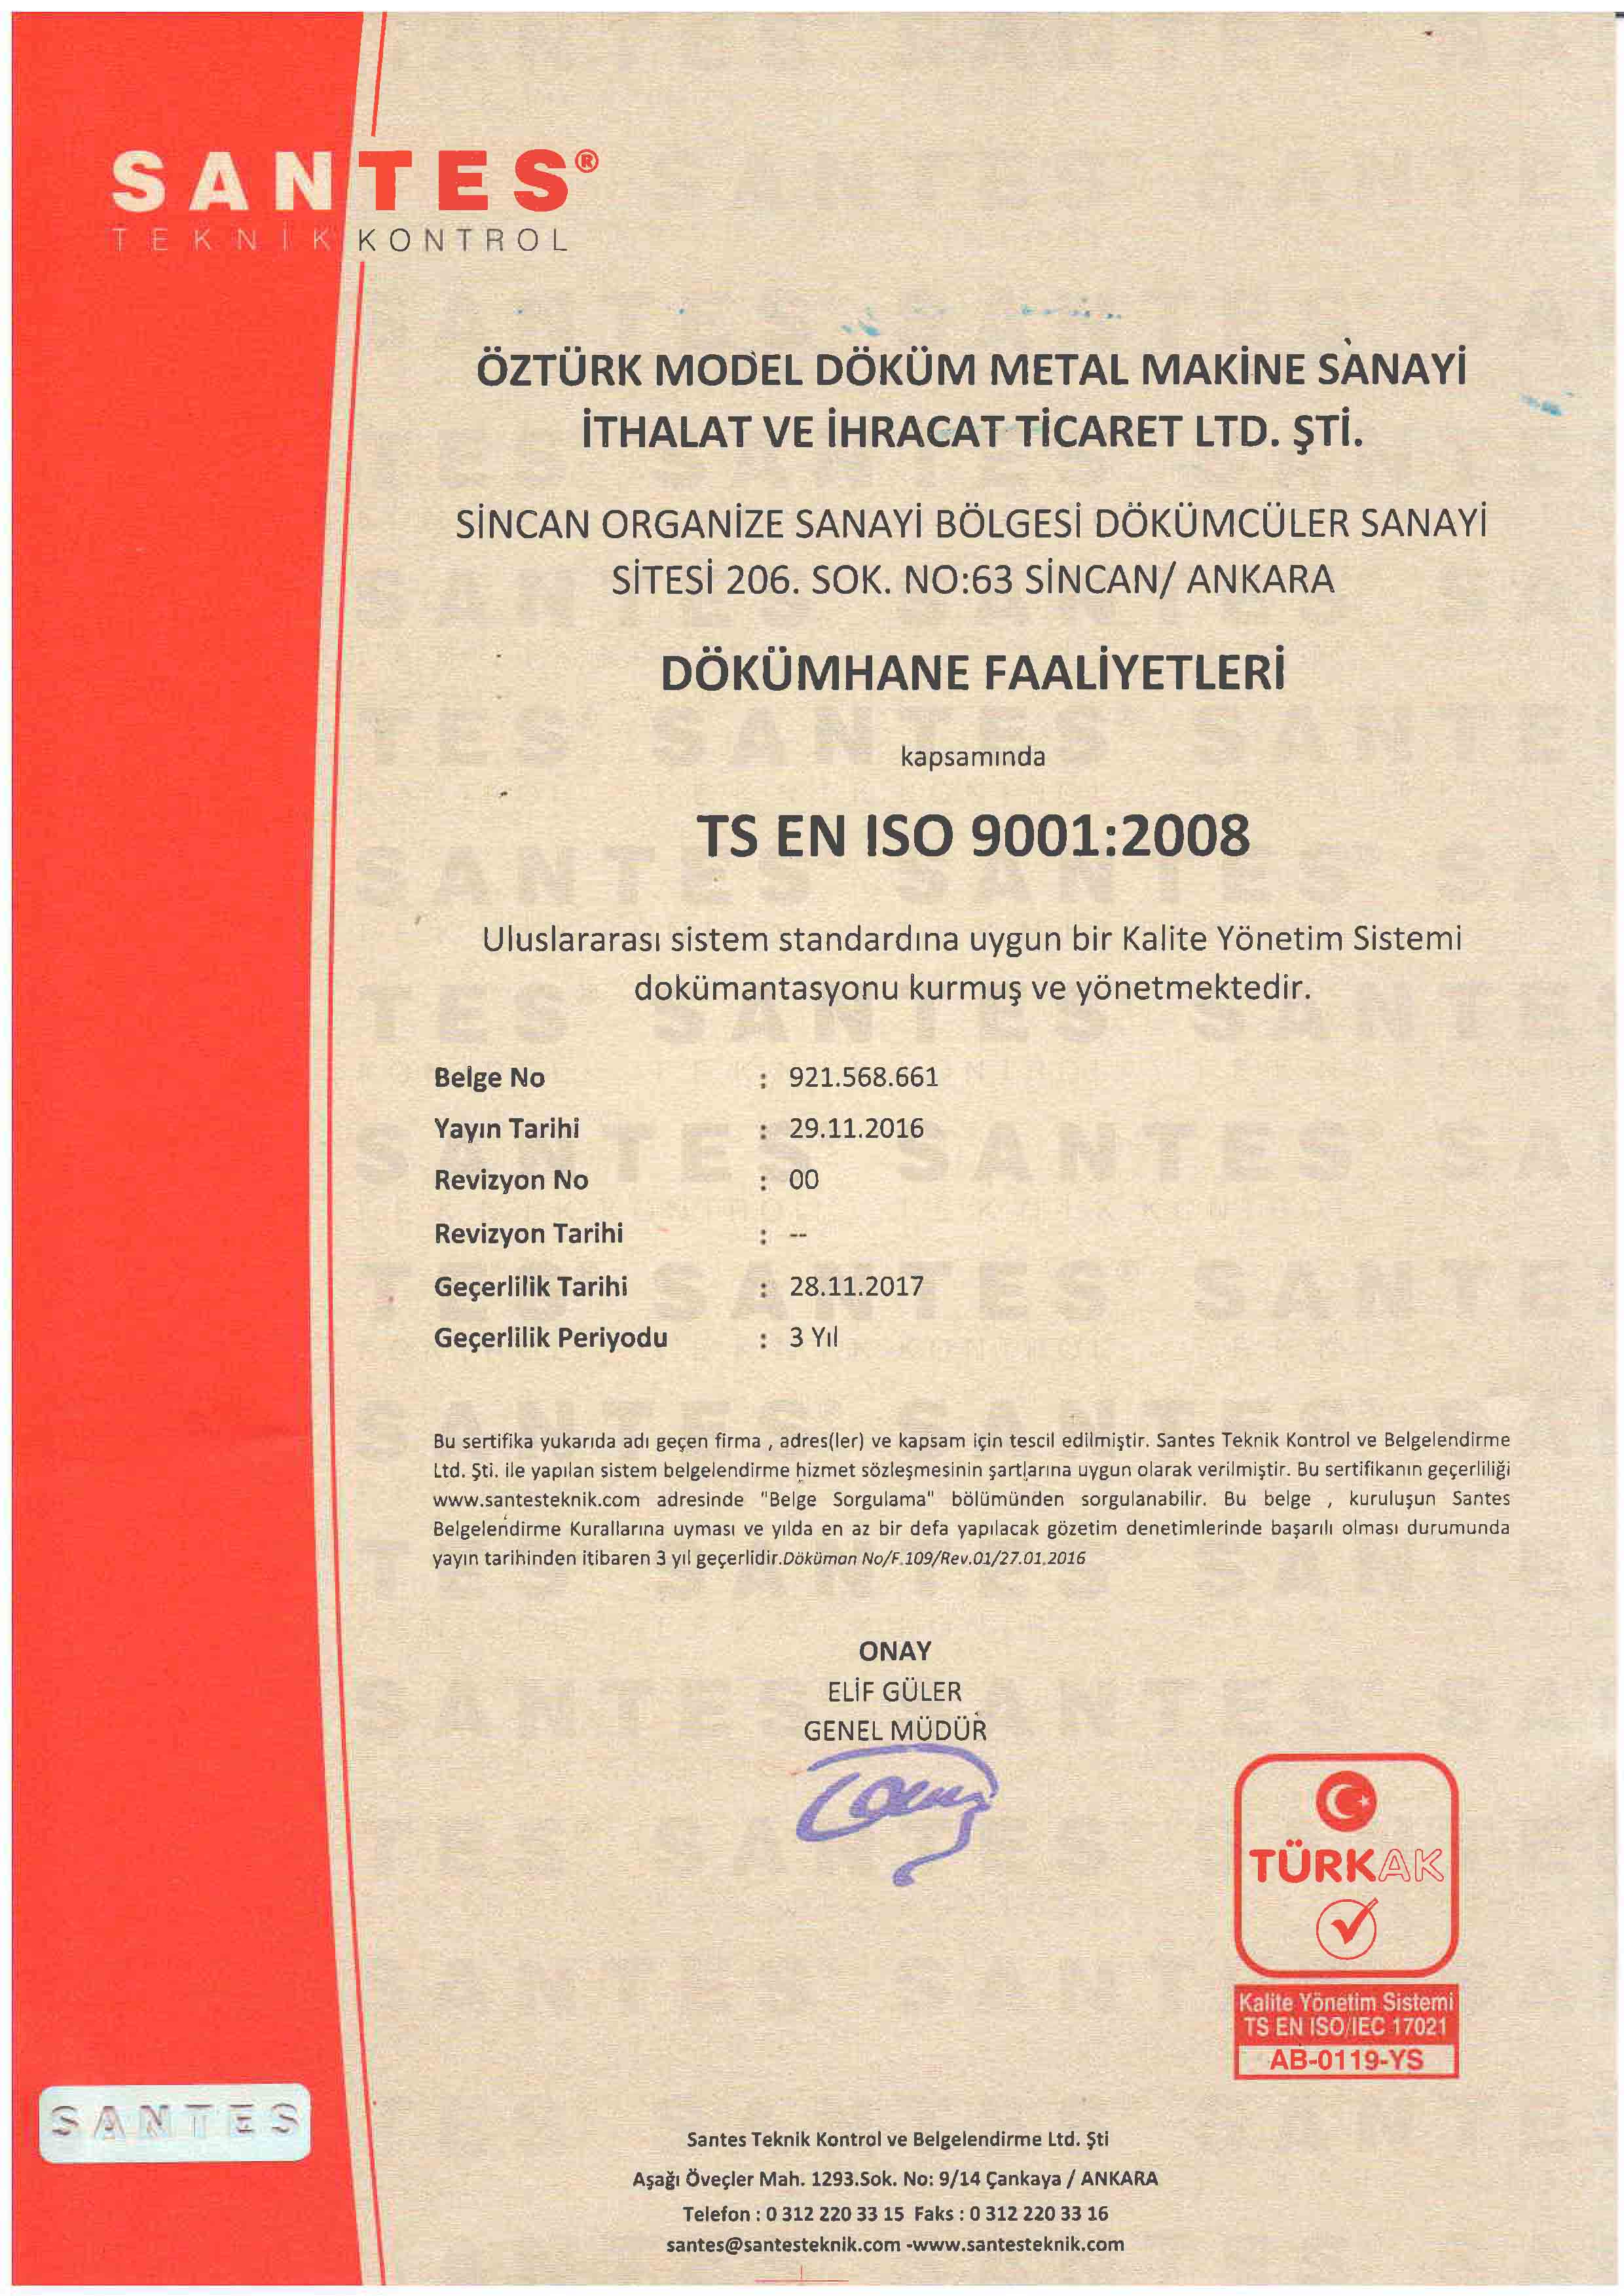 SANTES®
TEKNİK KONTROL
ÖZTÜRK MODEL DÖKÜM METAL MAKİNE SANAYİ
İTHALAT VE İHRACAT TİCARET LTD. ŞTİ.
SİNCAN ORGANİZE SANAYİ BÖLGESİ DÖKÜMCÜLER SANAYİ
SİTESİ 206. SOK. NO:63 SİNCAN/ ANKARA
DÖKÜMHANE FAALİYETLERİ
kapsamında
TS EN ISO 9001:2008
Uluslararası sistem standardına uygun bir Kalite Yönetim Sistemi
dokümantasyonu kurmuş ve yönetmektedir.
Belge No : 921.568.661
Yayın Tarihi : 29.11.2016
Revizyon No : 00
Revizyon Tarihi : --
Geçerlilik Tarihi : 28.11.2017
Geçerlilik Periyodu : 3 Yıl
Bu sertifika yukarıda adı geçen firma , adres(ler) ve kapsam için tescil edilmiştir. Santes Teknik Kontrol ve Belgelendirme
Ltd. Şti. ile yapılan sistem belgelendirme hizmet sözleşmesinin şartlarına uygun olarak verilmiştir. Bu sertifikanın geçerliliği
www.santesteknik.com adresinde "Belge Sorgulama" bölümünden sorgulanabilir. Bu belge , kuruluşun Santes
Belgelendirme Kurallarına uyması ve yılda en az bir defa yapılacak gözetim denetimlerinde başarılı olması durumunda
yayın tarihinden itibaren 3 yıl geçerlidir.Döküman No/F.109/Rev.01/27.01.2016
ONAY
ELİF GÜLER
GENEL MÜDÜR
TÜRKAK
Kalite Yönetim Sistemi
TS EN ISO/IEC 17021
AB-0119-YS
SANTES
Santes Teknik Kontrol ve Belgelendirme Ltd. Şti
Aşağı Öveçler Mah. 1293.Sok. No: 9/14 Çankaya / ANKARA
Telefon : 0 312 220 33 15 Faks : 0 312 220 33 16
santes@santesteknik.com -www.santesteknik.com